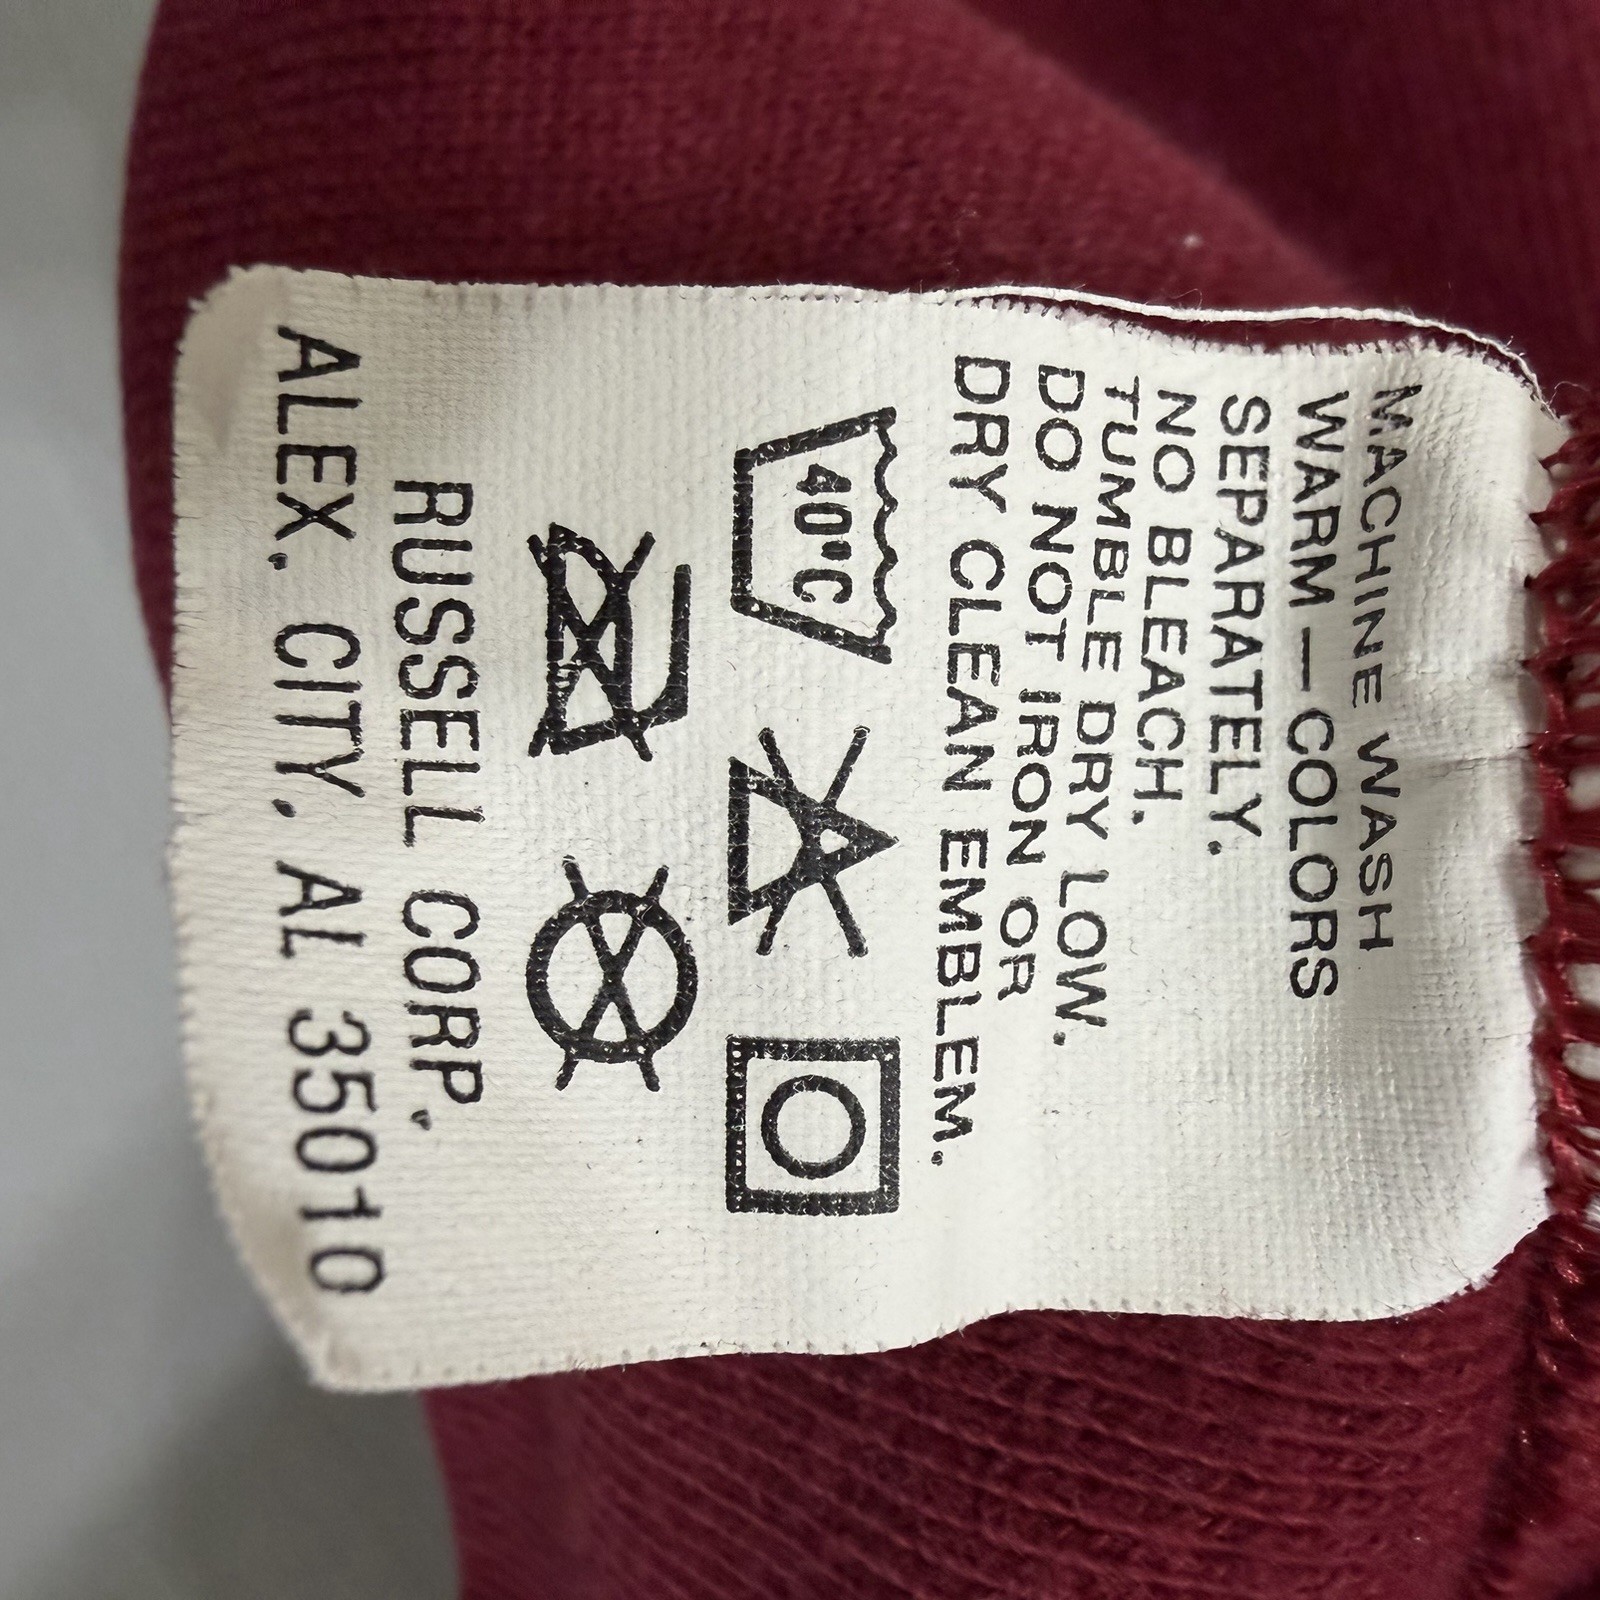 MACHINE WASH
WARM — COLORS
SEPARATELY.
NO BLEACH.
TUMBLE DRY LOW.
DO NOT IRON OR
DRY CLEAN EMBLEM.
40°C
RUSSELL CORP.
ALEX. CITY, AL 35010